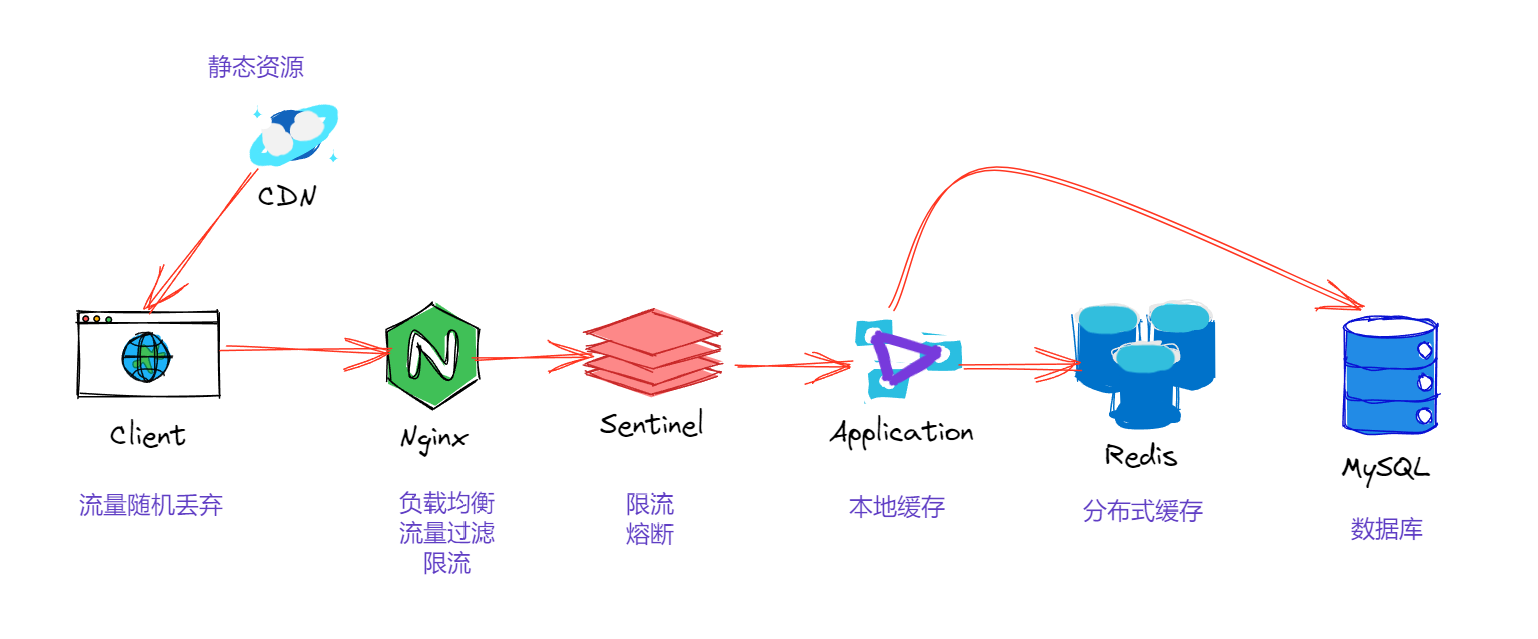 静态资源
CDN
Client
流量随机丢弃
Nginx
负载均衡
流量过滤
限流
Sentinel
限流
熔断
Application
本地缓存
Redis
分布式缓存
MySQL
数据库